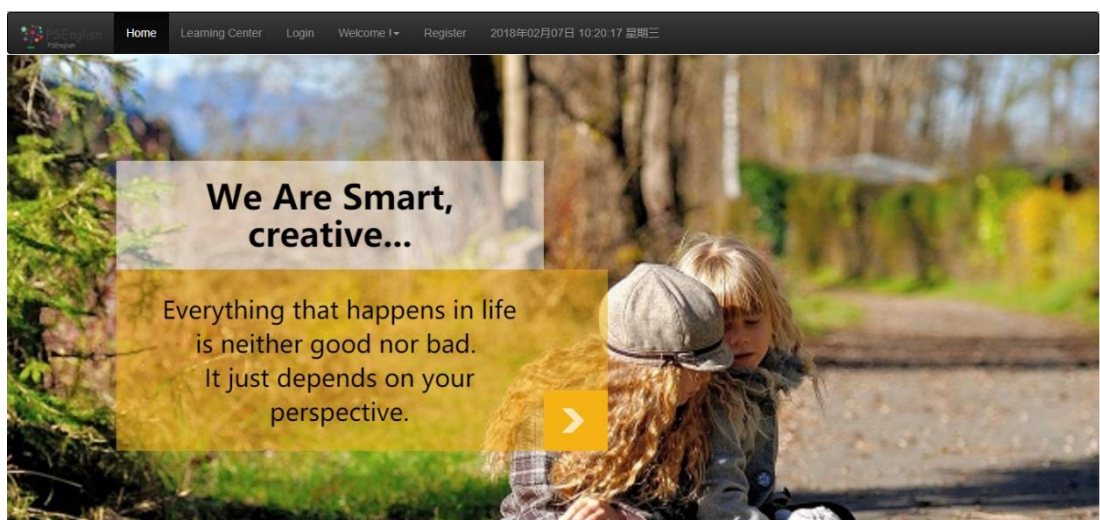 PSEnglish
PSEnglish
Home Learning Center Login Welcome ! Register 2018年02月07日 10:20:17 星期三
We Are Smart,
creative...
Everything that happens in life
is neither good nor bad.
It just depends on your
perspective.